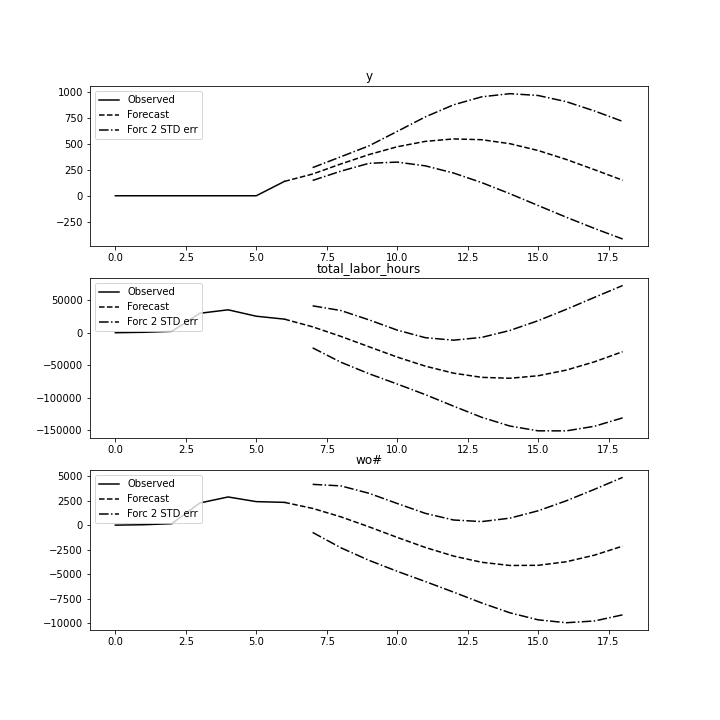 y
1000
750
500
250
0
−250
Observed
Forecast
Forc 2 STD err
0.0 2.5 5.0 7.5 10.0 12.5 15.0 17.5
total_labor_hours
50000
0
−50000
−100000
−150000
Observed
Forecast
Forc 2 STD err
0.0 2.5 5.0 7.5 10.0 12.5 15.0 17.5
wo#
5000
2500
0
−2500
−5000
−7500
−10000
Observed
Forecast
Forc 2 STD err
0.0 2.5 5.0 7.5 10.0 12.5 15.0 17.5